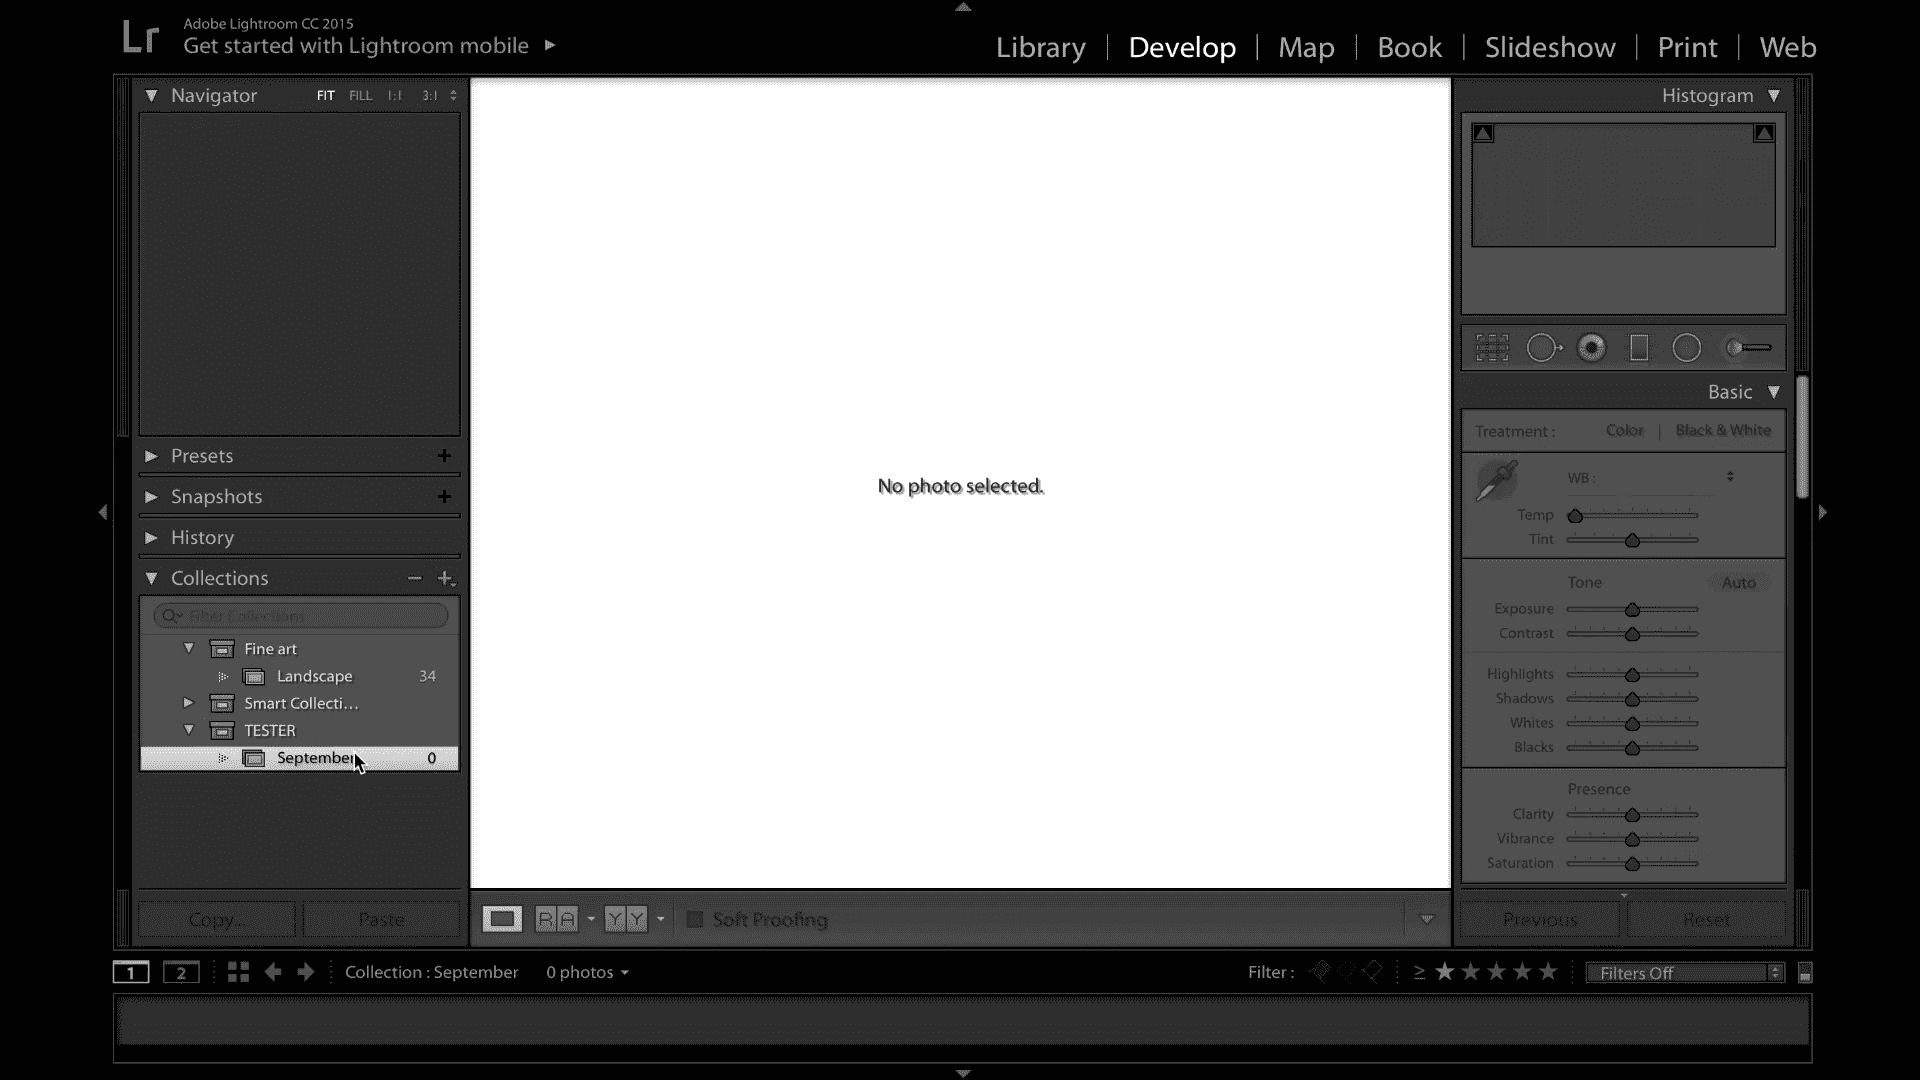 Lr
Adobe Lightroom CC 2015
Get started with Lightroom mobile
Library | Develop | Map | Book | Slideshow | Print | Web
Navigator FIT FILL 1:1 3:1
Histogram
Basic
Treatment : Color | Black & White
WB :
Temp
Tint
Tone Auto
Exposure
Contrast
Highlights
Shadows
Whites
Blacks
Presence
Clarity
Vibrance
Saturation
Previous Reset
No photo selected.
Presets
Snapshots
History
Collections
Filter Collections
Fine art
Landscape 34
Smart Collecti...
TESTER
September 0
Copy... Paste
R A Y Y Soft Proofing
1 2 Collection : September 0 photos Filter : ≥ Filters Off